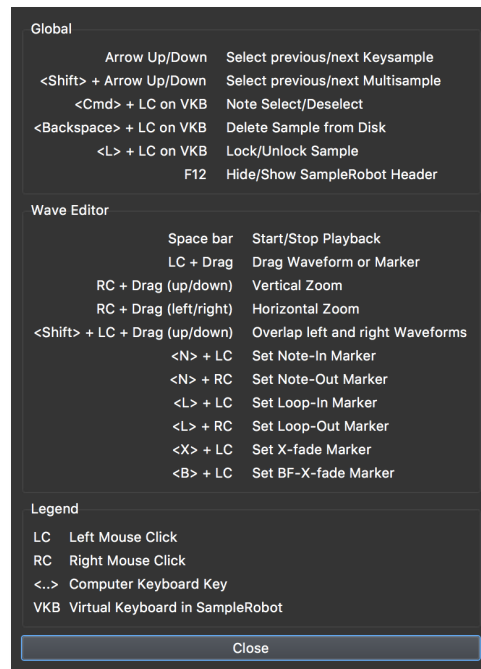 Global
Arrow Up/Down Select previous/next Keysample
<Shift> + Arrow Up/Down Select previous/next Multisample
<Cmd> + LC on VKB Note Select/Deselect
<Backspace> + LC on VKB Delete Sample from Disk
<L> + LC on VKB Lock/Unlock Sample
F12 Hide/Show SampleRobot Header
Wave Editor
Space bar Start/Stop Playback
LC + Drag Drag Waveform or Marker
RC + Drag (up/down) Vertical Zoom
RC + Drag (left/right) Horizontal Zoom
<Shift> + LC + Drag (up/down) Overlap left and right Waveforms
<N> + LC Set Note-In Marker
<N> + RC Set Note-Out Marker
<L> + LC Set Loop-In Marker
<L> + RC Set Loop-Out Marker
<X> + LC Set X-fade Marker
<B> + LC Set BF-X-fade Marker
Legend
LC Left Mouse Click
RC Right Mouse Click
<..> Computer Keyboard Key
VKB Virtual Keyboard in SampleRobot
Close